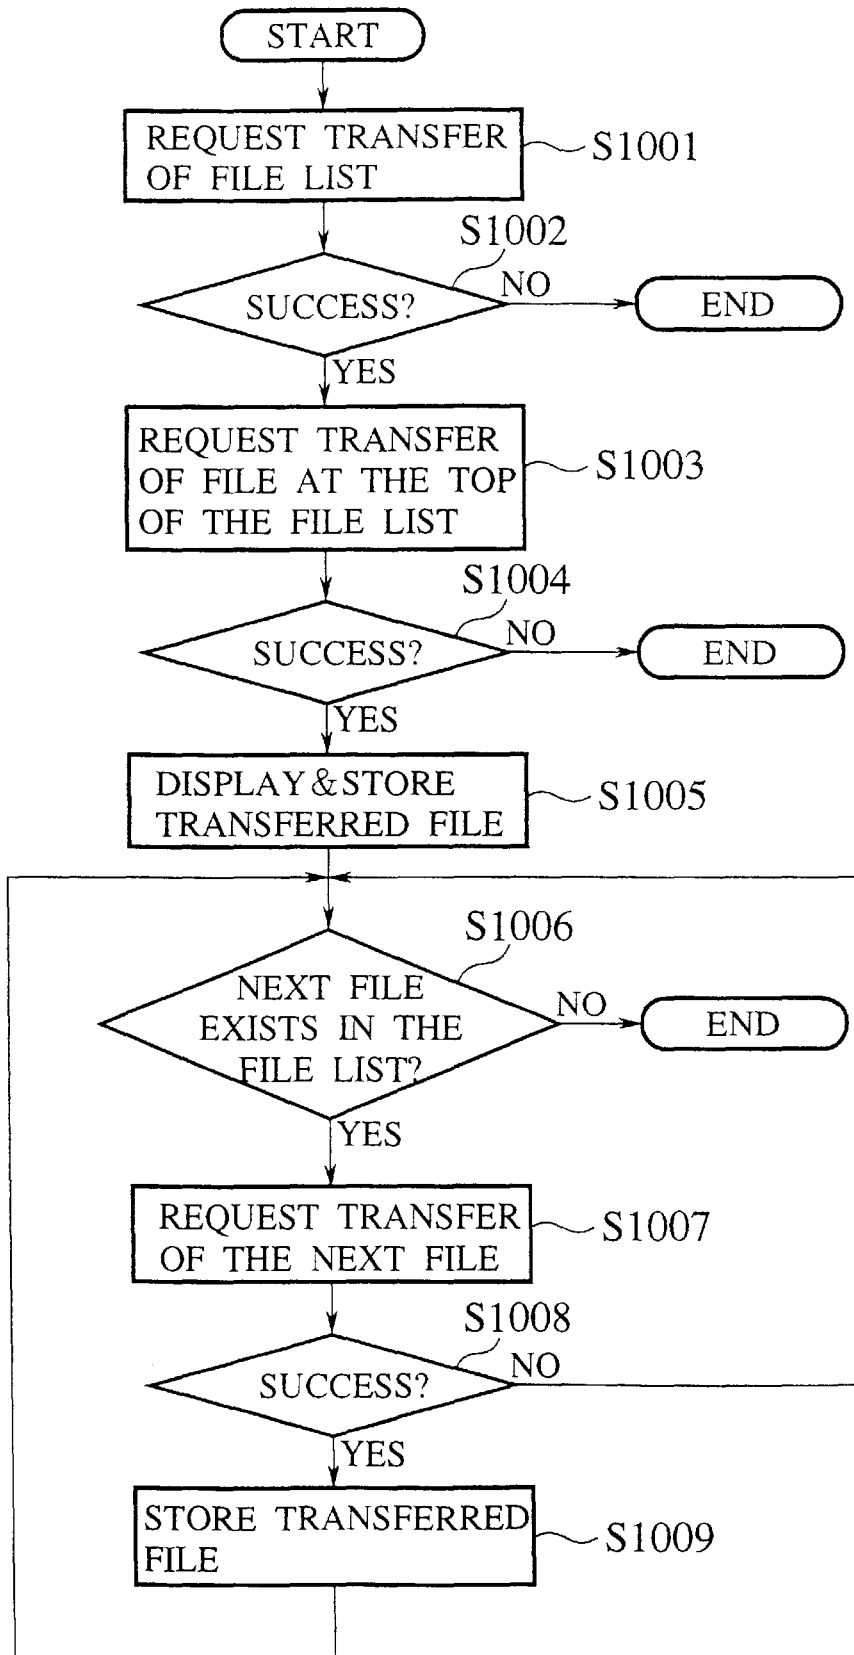 START
REQUEST TRANSFER
OF FILE LIST
S1001
S1002
SUCCESS?
NO
END
YES
REQUEST TRANSFER
OF FILE AT THE TOP
OF THE FILE LIST
S1003
S1004
SUCCESS?
NO
END
YES
DISPLAY&STORE
TRANSFERRED FILE
S1005
S1006
NEXT FILE
EXISTS IN THE
FILE LIST?
NO
END
YES
REQUEST TRANSFER
OF THE NEXT FILE
S1007
S1008
SUCCESS?
NO
YES
STORE TRANSFERRED
FILE
S1009